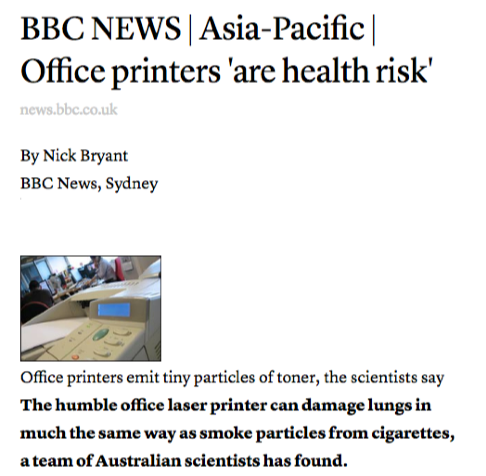 BBC NEWS | Asia-Pacific |
Office printers 'are health risk'
news.bbc.co.uk
By Nick Bryant
BBC News, Sydney
Office printers emit tiny particles of toner, the scientists say
The humble office laser printer can damage lungs in
much the same way as smoke particles from cigarettes,
a team of Australian scientists has found.